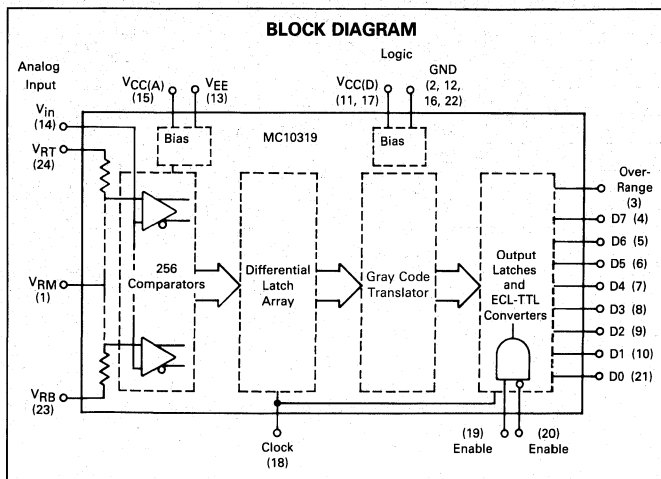 BLOCK DIAGRAM
Analog
Input
Logic
VCC(A)
(15)
VEE
(13)
VCC(D)
(11, 17)
GND
(2, 12,
16, 22)
Vin
(14)
VRT
(24)
VRM
(1)
VRB
(23)
Bias
MC10319
Bias
256
Comparators
Differential
Latch
Array
Gray Code
Translator
Output
Latches
and
ECL-TTL
Converters
Over-
Range
(3)
D7 (4)
D6 (5)
D5 (6)
D4 (7)
D3 (8)
D2 (9)
D1 (10)
D0 (21)
Clock
(18)
(19)
Enable
(20)
Enable